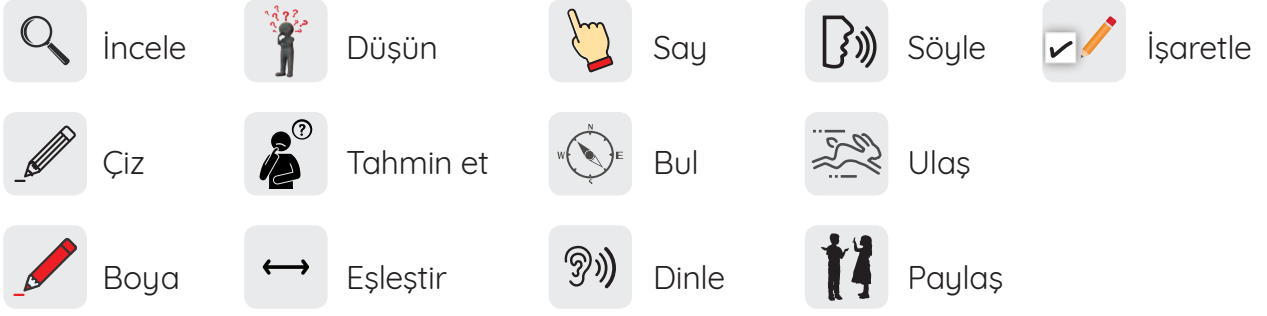 İncele Düşün Say Söyle İşaretle
Çiz Tahmin et Bul Ulaş
Boya Eşleştir Dinle Paylaş